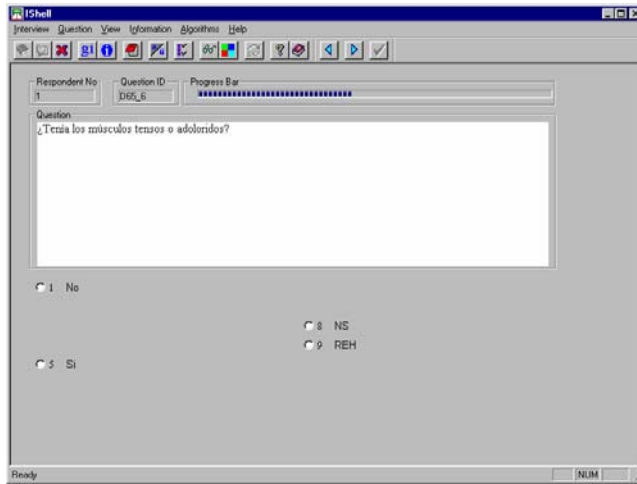 IShell
Interview Question View Information Algorithms Help
Respondent No Question ID Progress Bar
1 D65_6
Question
¿Tenía los músculos tensos o adoloridos?
1 No
8 NS
9 REH
5 Si
Ready NUM